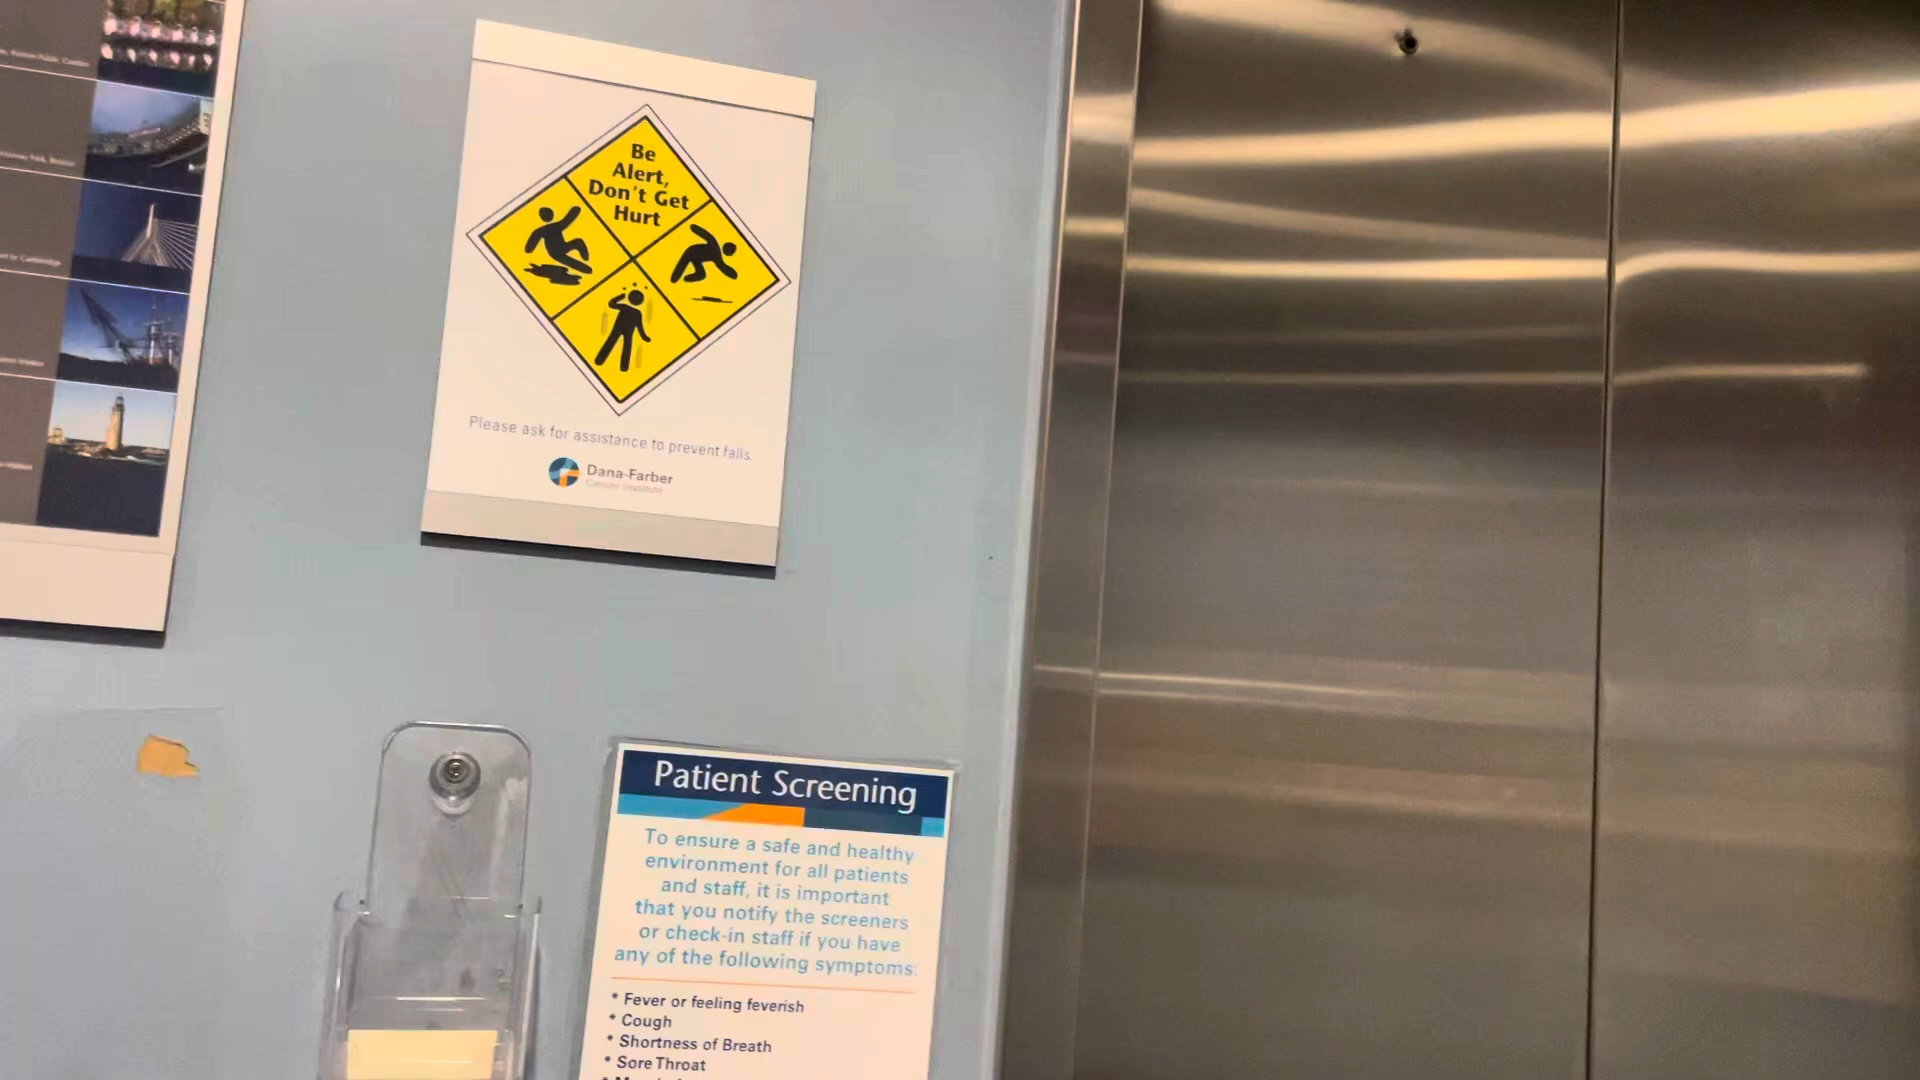 Be
Alert,
Don't Get
Hurt
Please ask for assistance to prevent falls.
Dana-Farber
Cancer Institute
Patient Screening
To ensure a safe and healthy
environment for all patients
and staff, it is important
that you notify the screeners
or check-in staff if you have
any of the following symptoms:
* Fever or feeling feverish
* Cough
* Shortness of Breath
* Sore Throat